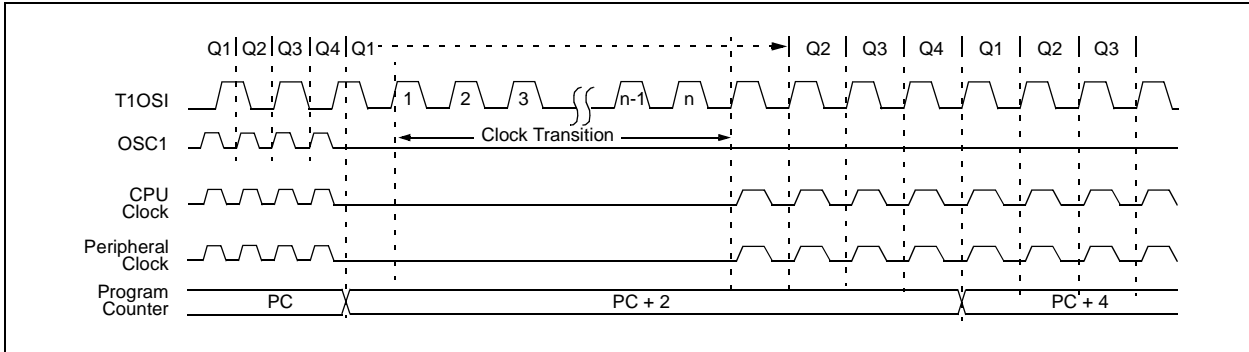 Q1 Q2 Q3 Q4 Q1 Q2 Q3 Q4 Q1 Q2 Q3
T1OSI
1 2 3 n-1 n
Clock Transition
OSC1
CPU
Clock
Peripheral
Clock
Program
Counter
PC PC + 2 PC + 4